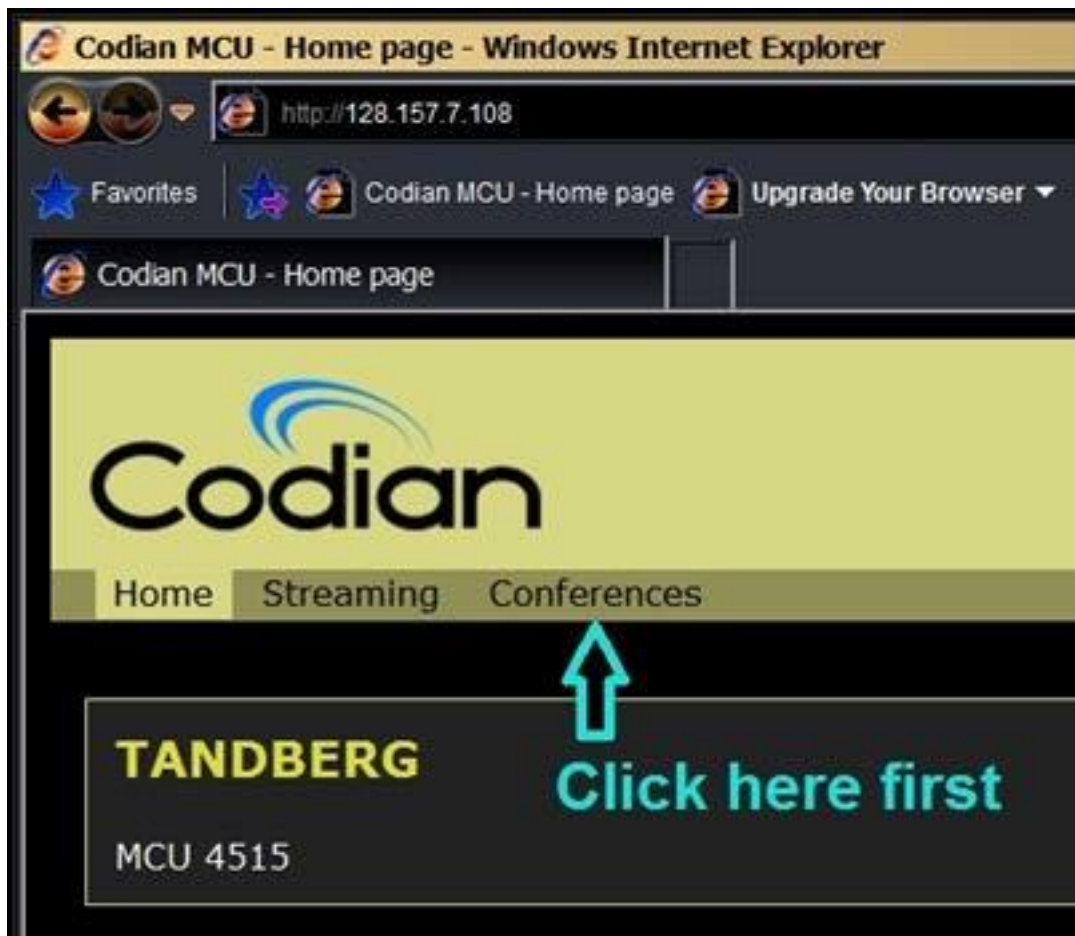 Codian MCU - Home page - Windows Internet Explorer
http://128.157.7.108
Favorites Codian MCU - Home page Upgrade Your Browser
Codian MCU - Home page
Codian
Home Streaming Conferences
TANDBERG
Click here first
MCU 4515